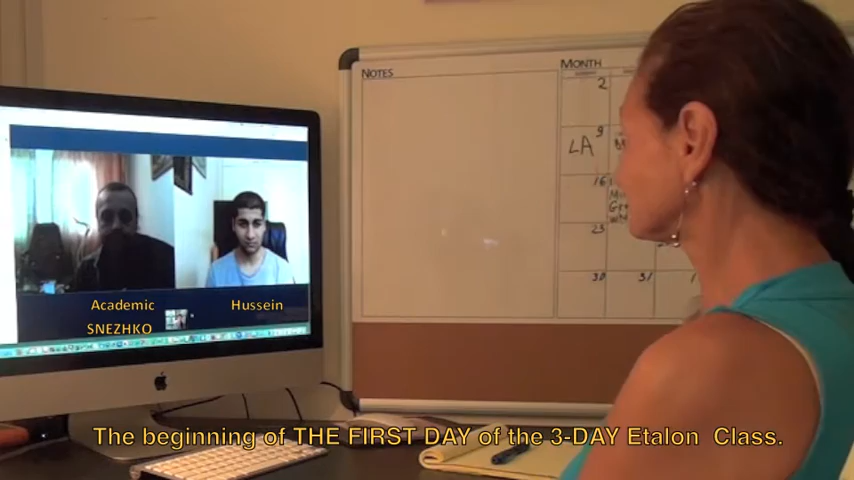 NOTES
MONTH
2
9
LA
16
23
30
31
Academic
Hussein
SNEZHKO
The beginning of THE FIRST DAY of the 3-DAY Etalon Class.